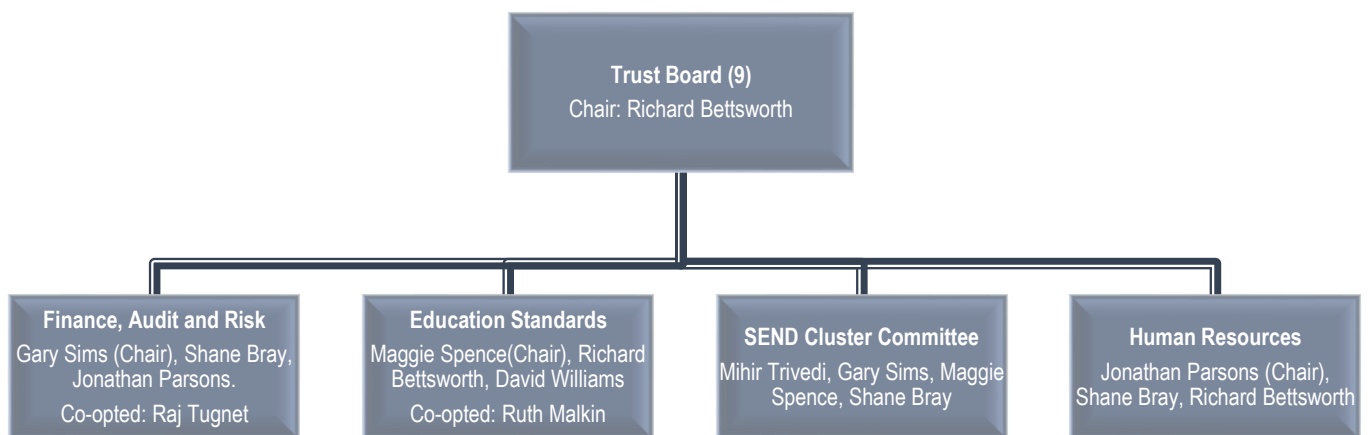 Trust Board (9)
Chair: Richard Bettsworth
Finance, Audit and Risk
Gary Sims (Chair), Shane Bray,
Jonathan Parsons.
Co-opted: Raj Tugnet
Education Standards
Maggie Spence(Chair), Richard
Bettsworth, David Williams
Co-opted: Ruth Malkin
SEND Cluster Committee
Mihir Trivedi, Gary Sims, Maggie
Spence, Shane Bray
Human Resources
Jonathan Parsons (Chair),
Shane Bray, Richard Bettsworth